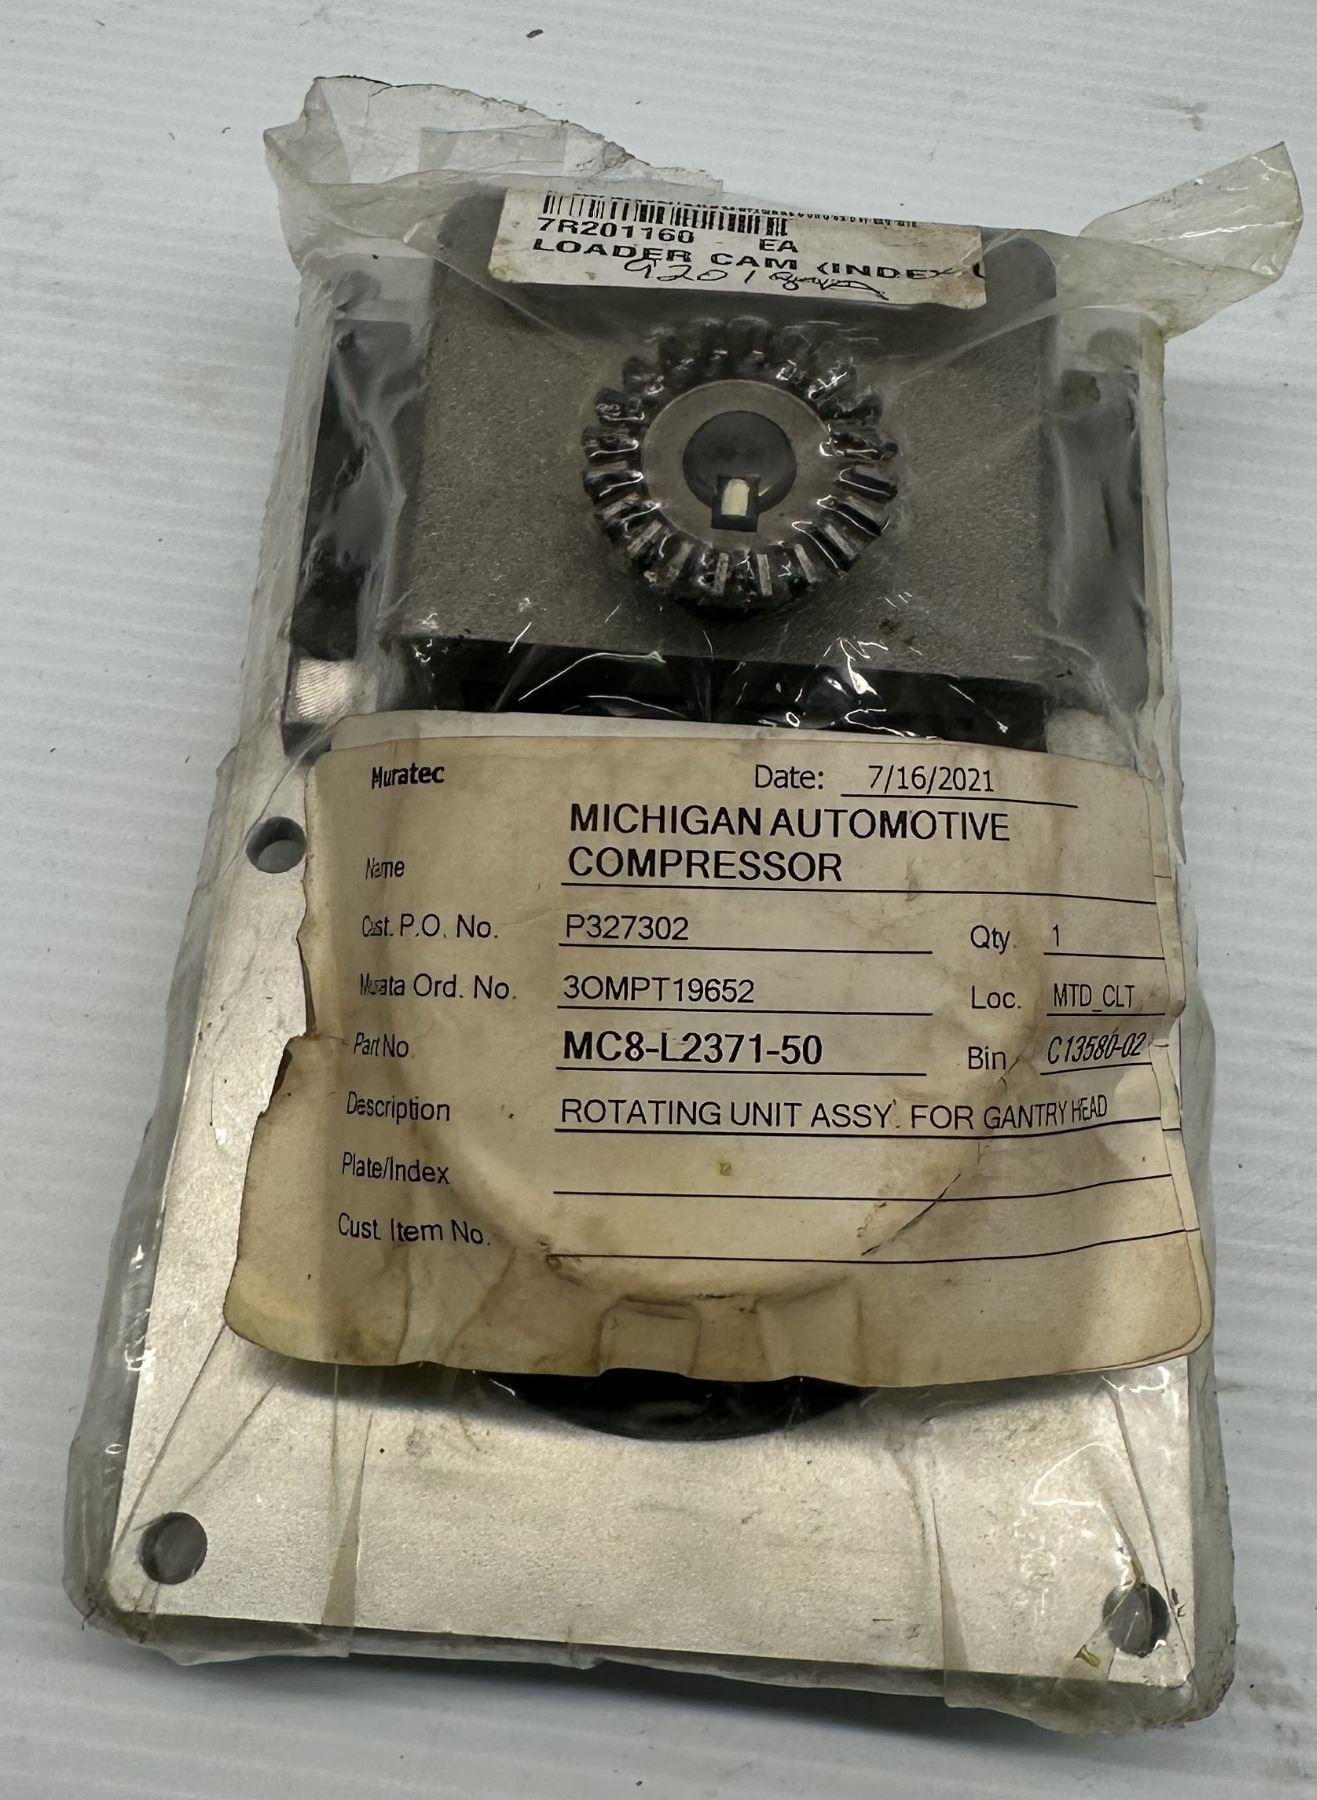 7R201160 EA
LOADER CAM (INDEX U
9201
Muratec Date: 7/16/2021
Name MICHIGAN AUTOMOTIVE
COMPRESSOR
Cust. P.O. No. P327302 Qty. 1
Murata Ord. No. 3OMPT19652 Loc. MTD_CLT
Part No. MC8-L2371-50 Bin C13580-02
Description ROTATING UNIT ASSY. FOR GANTRY HEAD
Plate/Index
Cust. Item No.